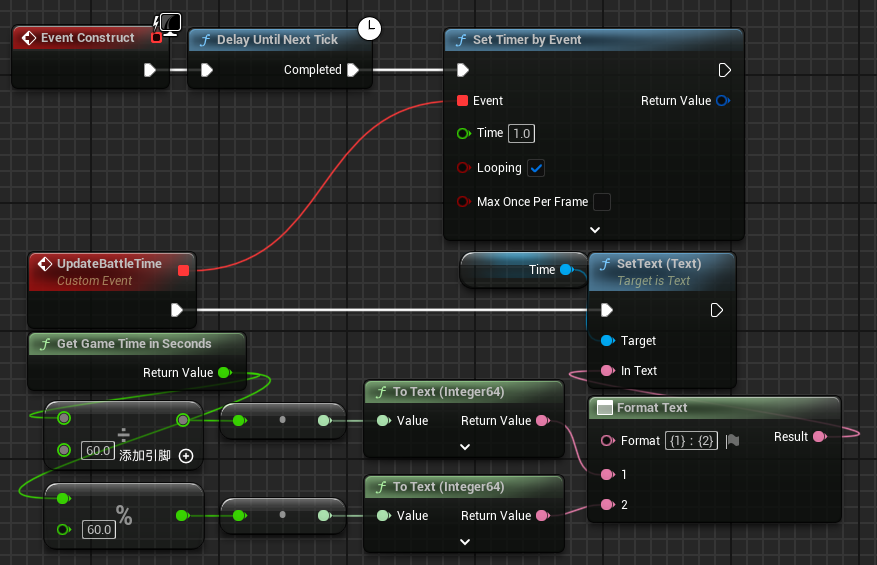 Event Construct
Delay Until Next Tick
Completed
Set Timer by Event
Event
Return Value
Time 1.0
Looping
Max Once Per Frame
UpdateBattleTime
Custom Event
Time
SetText (Text)
Target is Text
Target
In Text
Get Game Time in Seconds
Return Value
÷
60.0
添加引脚
To Text (Integer64)
Value
Return Value
Format Text
Format {1} : {2}
Result
1
2
%
60.0
To Text (Integer64)
Value
Return Value